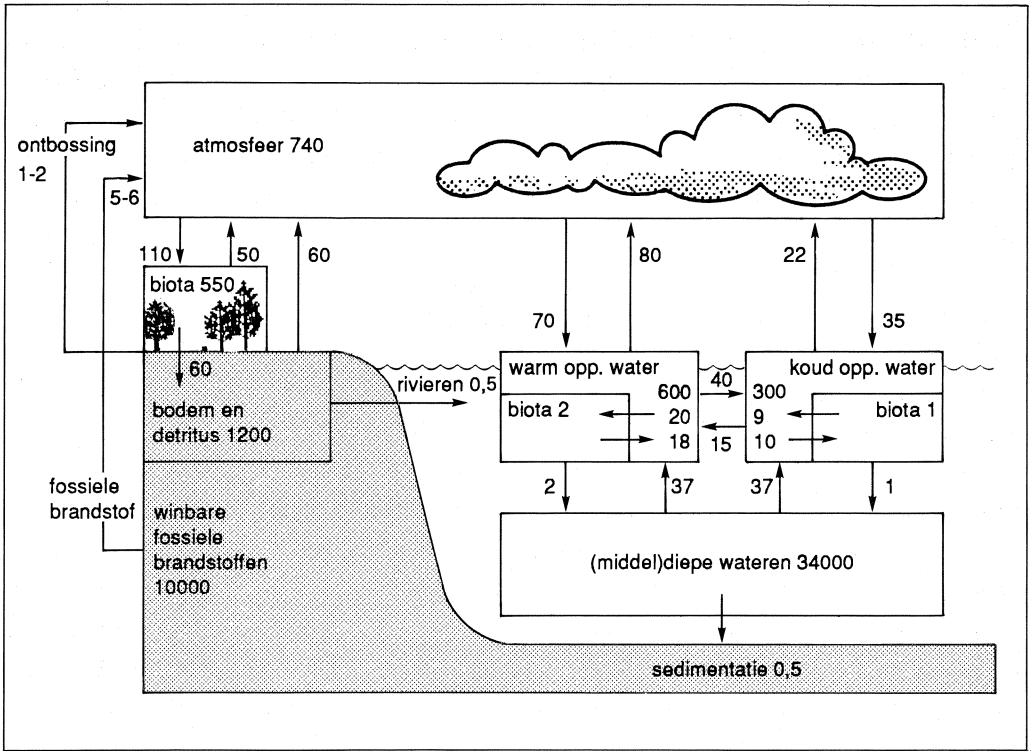 ontbossing
1-2
atmosfeer 740
5-6
110
50
60
80
22
biota 550
70
35
60
rivieren 0,5
warm opp. water
koud opp. water
600
40
300
bodem en
detritus 1200
biota 2
20
9
biota 1
18
15
10
fossiele
brandstof
2
37
37
1
winbare
fossiele
brandstoffen
10000
(middel)diepe wateren 34000
sedimentatie 0,5